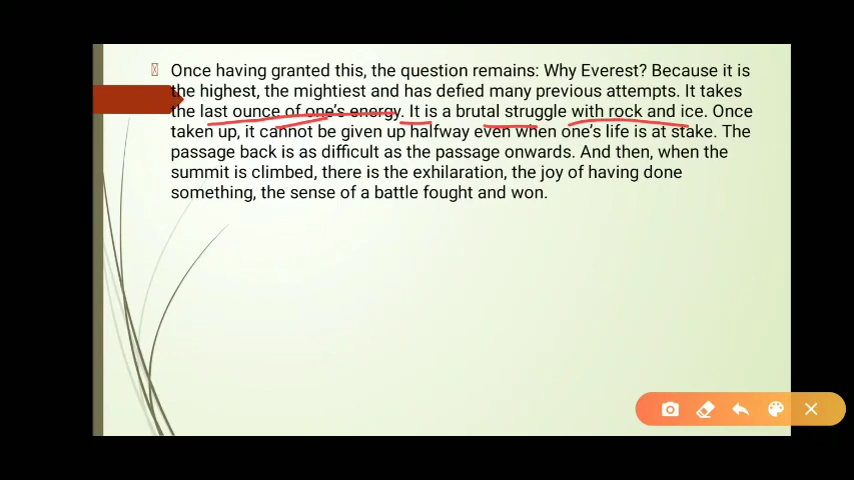 Once having granted this, the question remains: Why Everest? Because it is
the highest, the mightiest and has defied many previous attempts. It takes
the last ounce of one's energy. It is a brutal struggle with rock and ice. Once
taken up, it cannot be given up halfway even when one's life is at stake. The
passage back is as difficult as the passage onwards. And then, when the
summit is climbed, there is the exhilaration, the joy of having done
something, the sense of a battle fought and won.